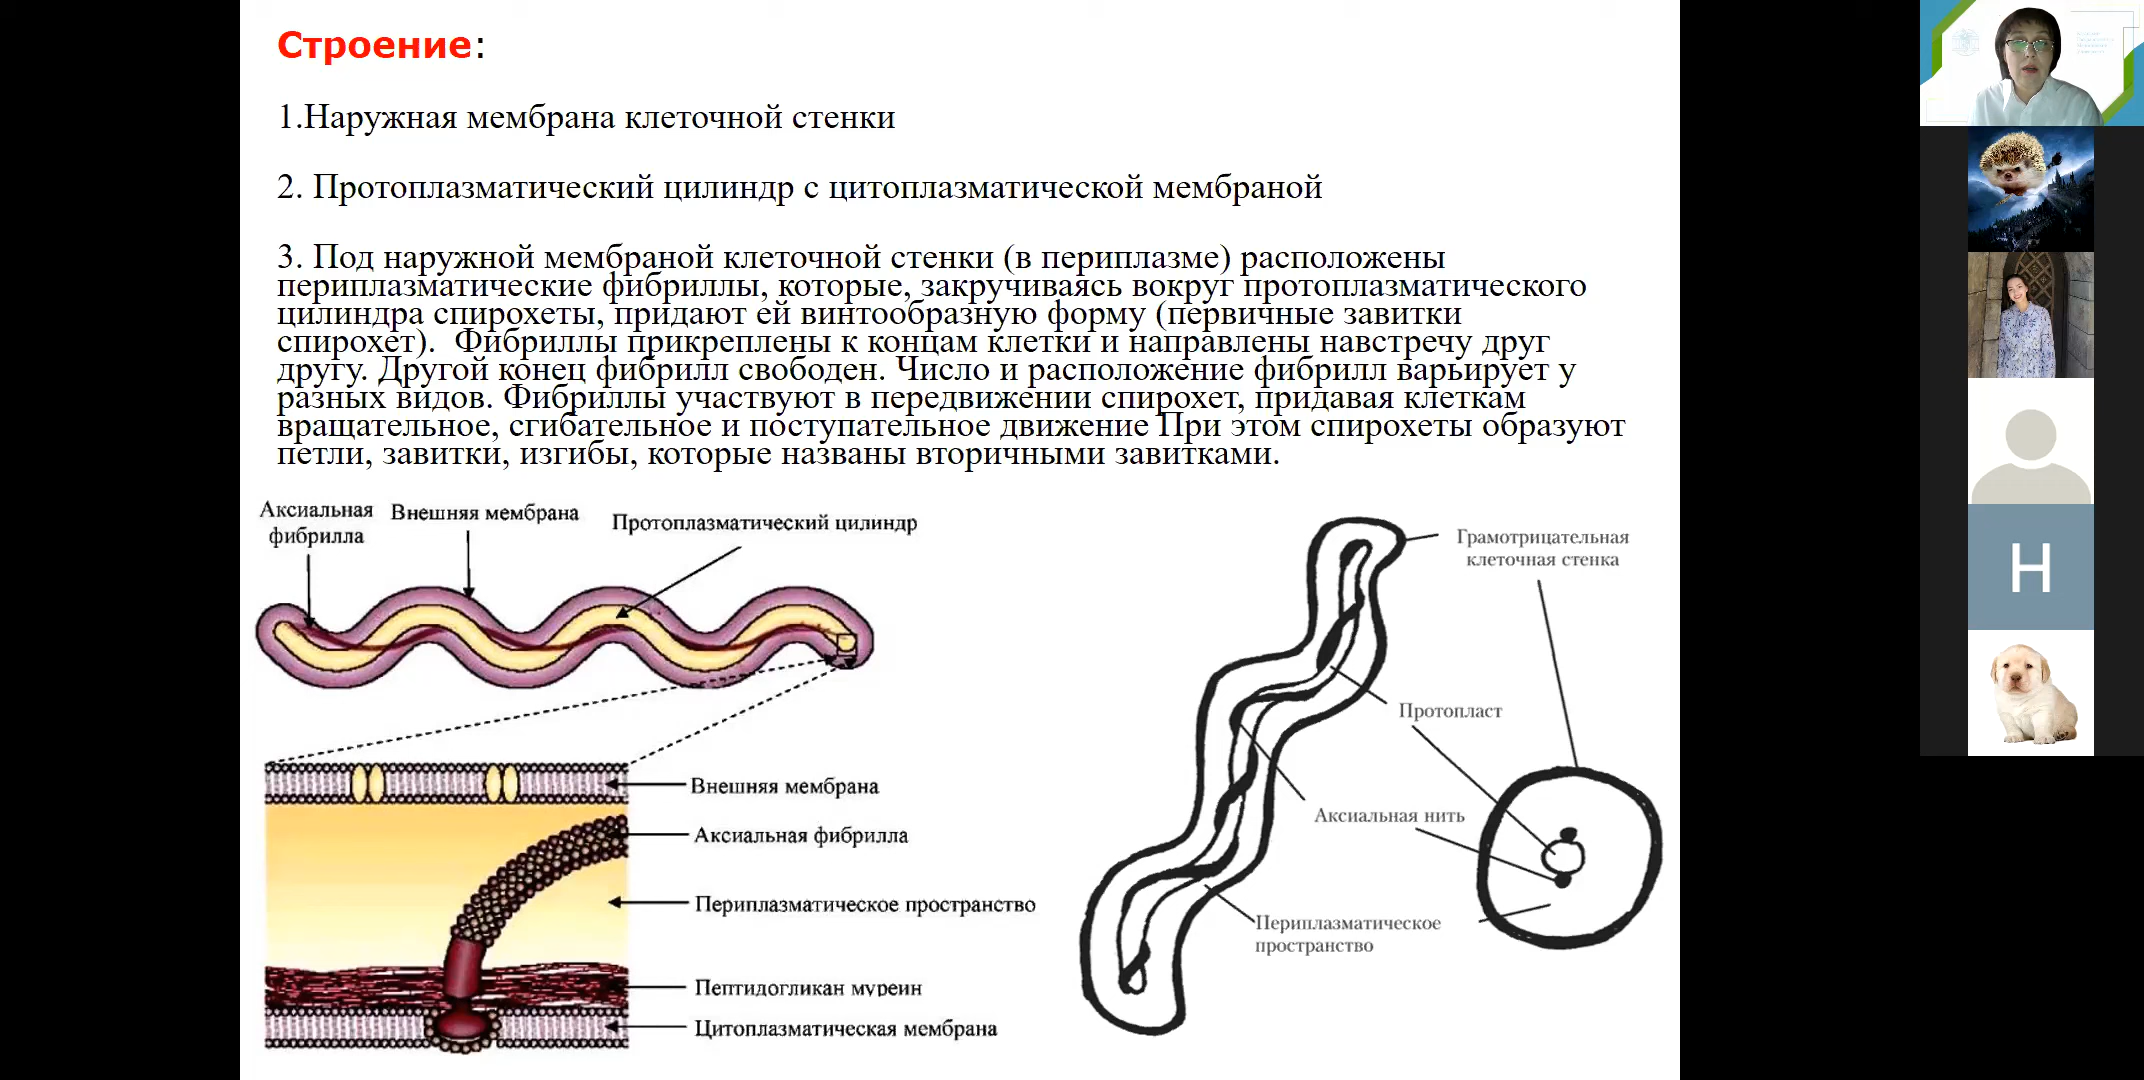 Строение:
1.Наружная мембрана клеточной стенки
2. Протоплазматический цилиндр с цитоплазматической мембраной
3. Под наружной мембраной клеточной стенки (в периплазме) расположены
периплазматические фибриллы, которые, закручиваясь вокруг протоплазматического
цилиндра спирохеты, придают ей винтообразную форму (первичные завитки
спирохет).  Фибриллы прикреплены к концам клетки и направлены навстречу друг
другу. Другой конец фибрилл свободен. Число и расположение фибрилл варьирует у
разных видов. Фибриллы участвуют в передвижении спирохет, придавая клеткам
вращательное, сгибательное и поступательное движение При этом спирохеты образуют
петли, завитки, изгибы, которые названы вторичными завитками.
Аксиальная
фибрилла
Внешняя мембрана
Протоплазматический цилиндр
Внешняя мембрана
Аксиальная фибрилла
Периплазматическое пространство
Пептидогликан муреин
Цитоплазматическая мембрана
Грамотрицательная
клеточная стенка
Протопласт
Аксиальная нить
Периплазматическое
пространство
Н